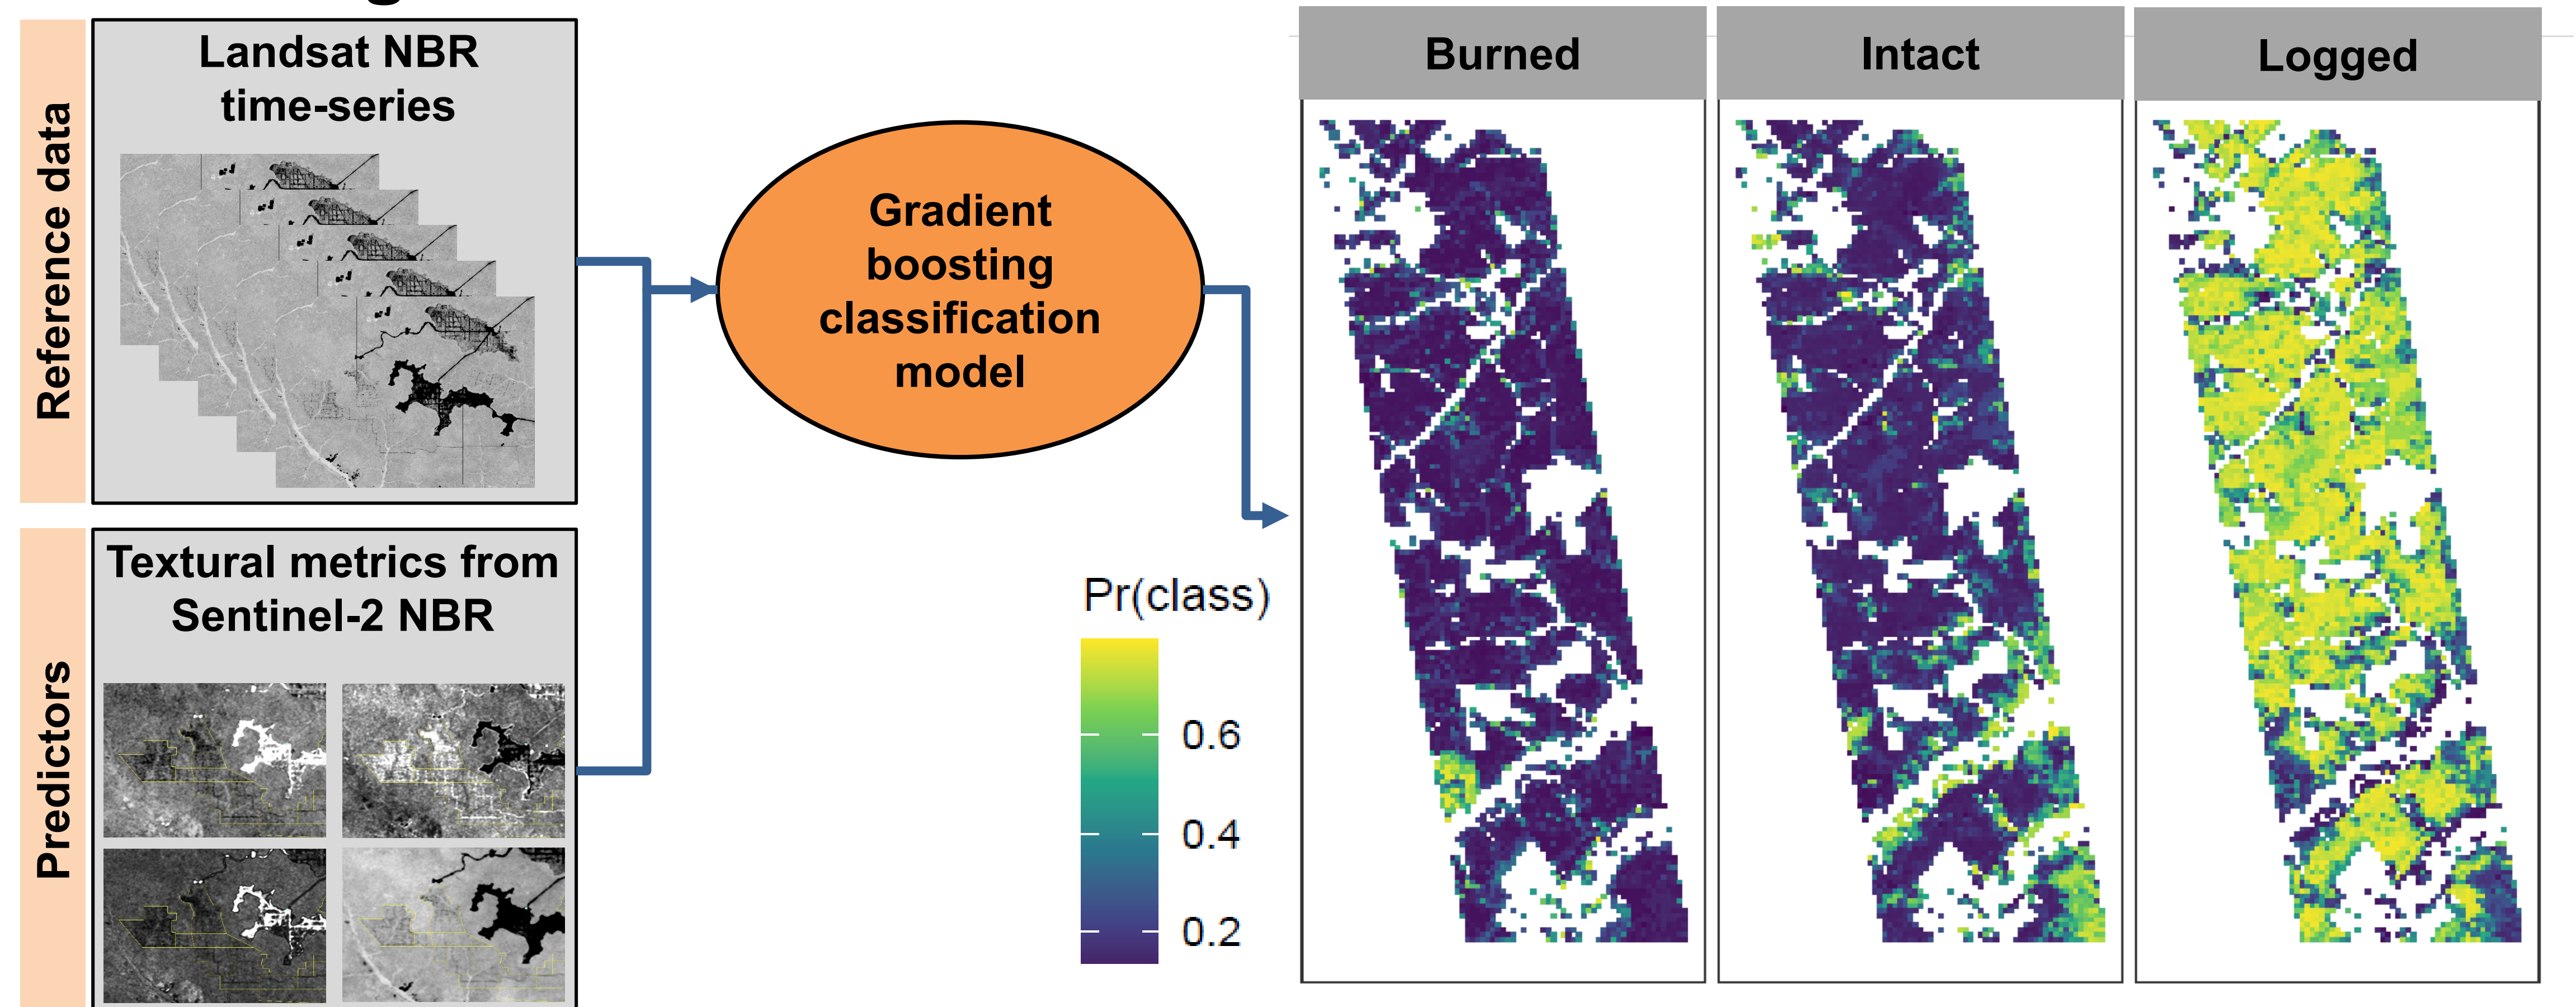 Reference data
Landsat NBR
time-series
Predictors
Textural metrics from
Sentinel-2 NBR
Gradient
boosting
classification
model
Pr(class)
0.6
0.4
0.2
Burned
Intact
Logged